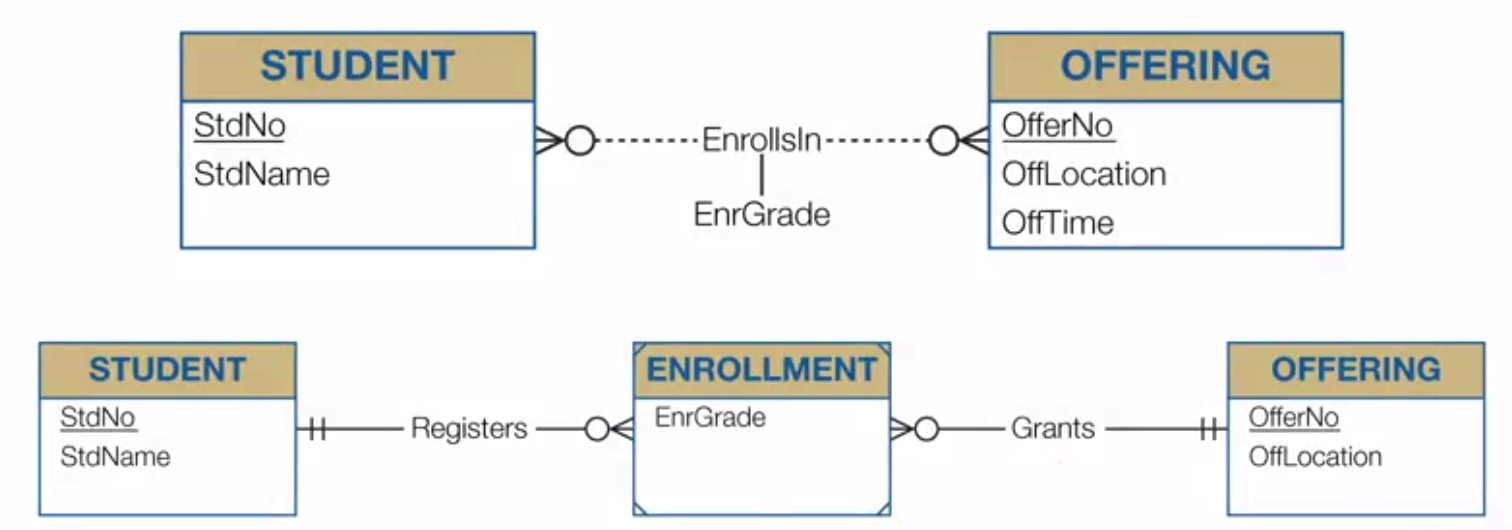 STUDENT
StdNo
StdName
EnrollsIn
EnrGrade
OFFERING
OfferNo
OffLocation
OffTime
STUDENT
StdNo
StdName
Registers
ENROLLMENT
EnrGrade
Grants
OFFERING
OfferNo
OffLocation